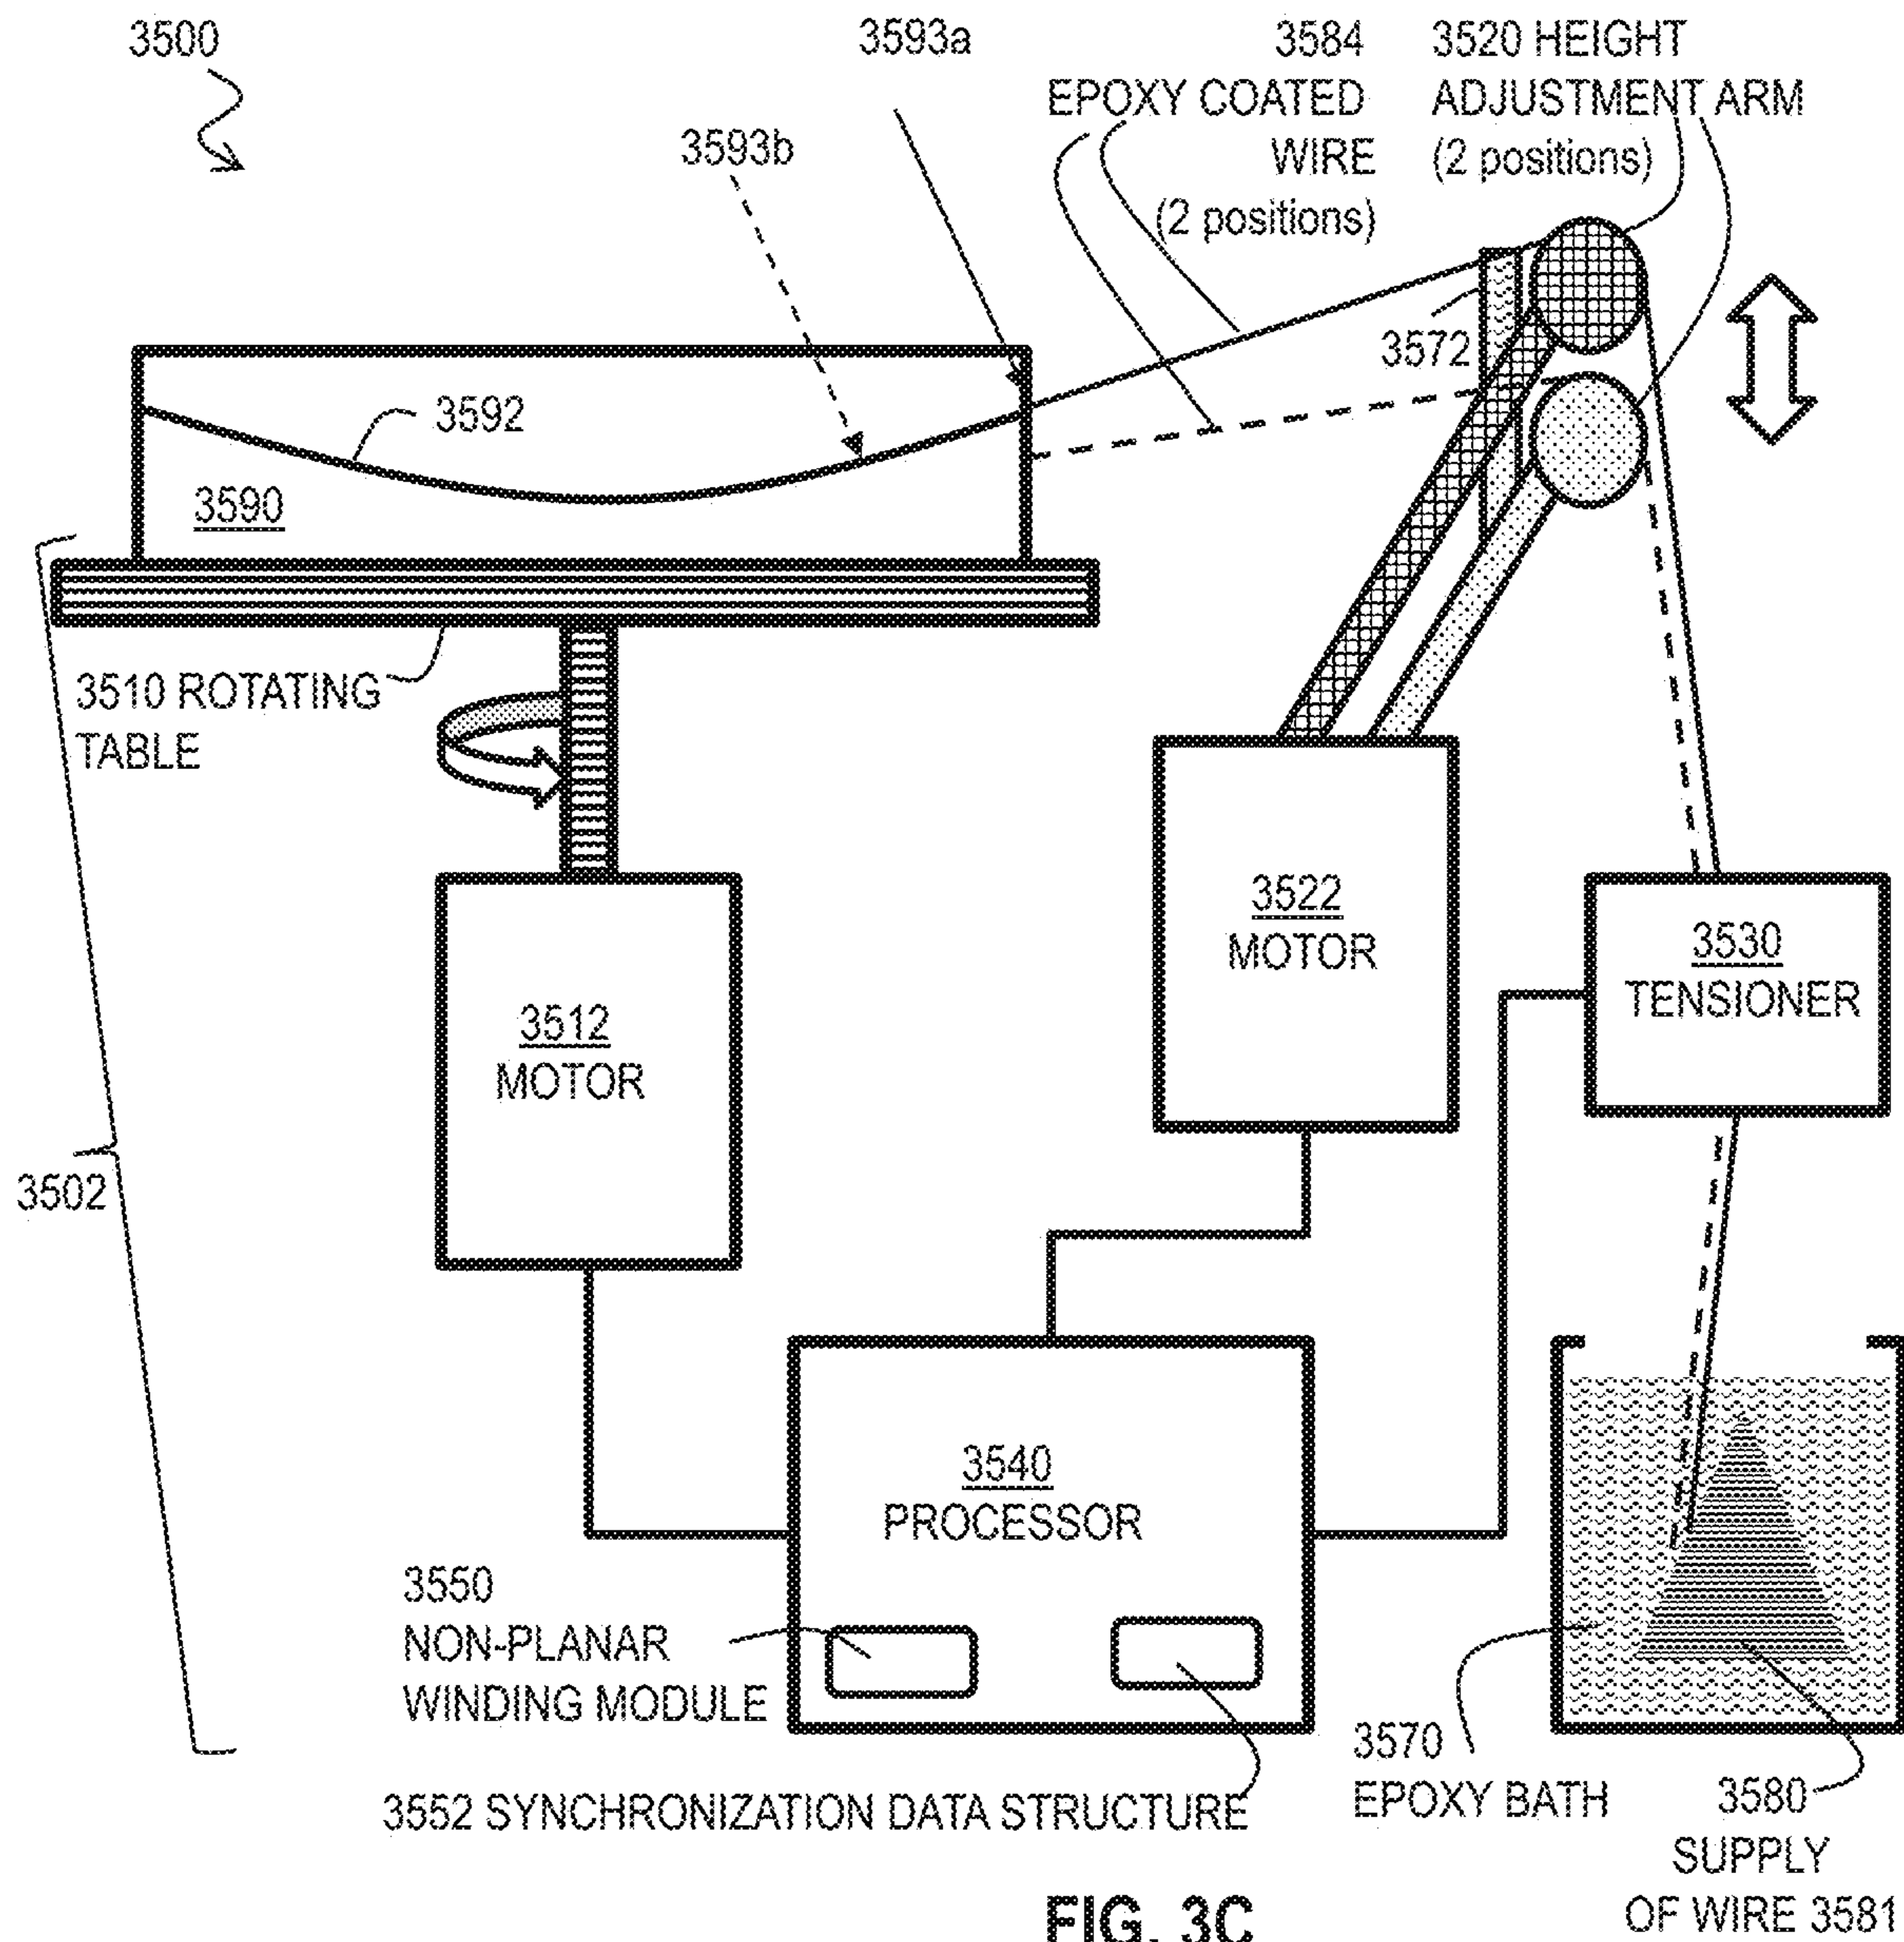 3500
3593a
3584
EPOXY COATED
WIRE
(2 positions)
3520 HEIGHT
ADJUSTMENT ARM
(2 positions)
3593b
3572
3592
3590
3510 ROTATING
TABLE
3522
MOTOR
3530
TENSIONER
3512
MOTOR
3502
3540
PROCESSOR
3550
NON-PLANAR
WINDING MODULE
3552 SYNCHRONIZATION DATA STRUCTURE
3570
EPOXY BATH
3580
SUPPLY
OF WIRE 3581
FIG. 3C